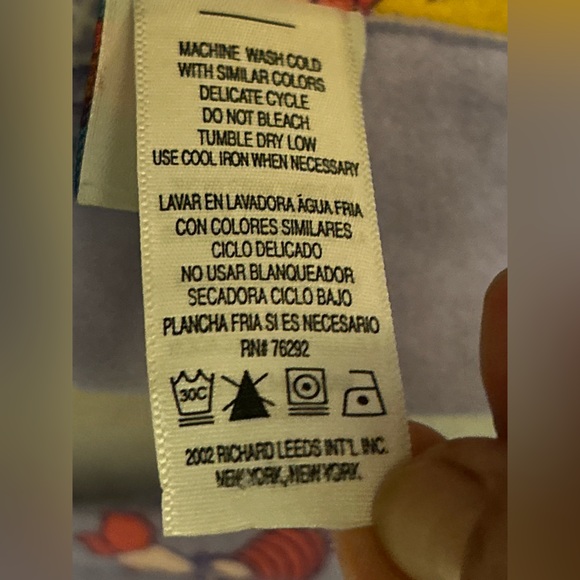 MACHINE WASH COLD
WITH SIMILAR COLORS
DELICATE CYCLE
DO NOT BLEACH
TUMBLE DRY LOW
USE COOL IRON WHEN NECESSARY
LAVAR EN LAVADORA ÁGUA FRIA
CON COLORES SIMILARES
CICLO DELICADO
NO USAR BLANQUEADOR
SECADORA CICLO BAJO
PLANCHA FRIA SI ES NECESARIO
RN# 76292
30C
2002 RICHARD LEEDS INT'L INC.
NEW YORK, NEW YORK.